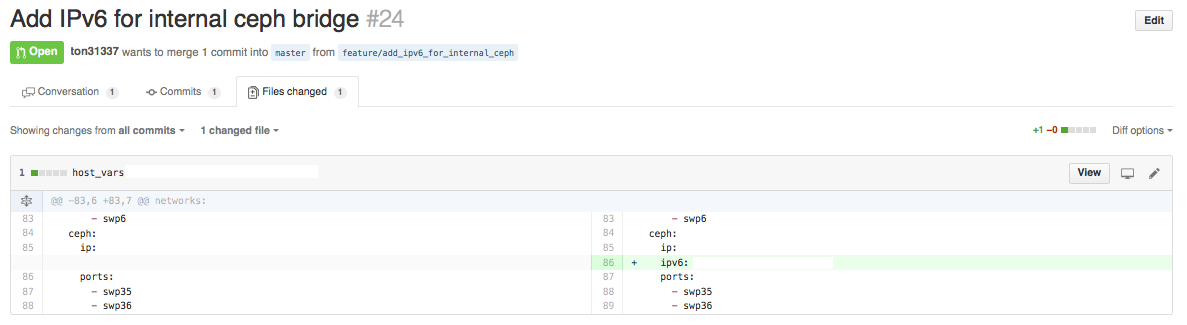 Add IPv6 for internal ceph bridge #24
Edit
Open ton31337 wants to merge 1 commit into master from feature/add_ipv6_for_internal_ceph
Conversation 1 Commits 1 Files changed 1
Showing changes from all commits 1 changed file +1 −0 Diff options
1 host_vars View
@@ -83,6 +83,7 @@ networks:
83 - swp6 83 - swp6
84 ceph: 84 ceph:
85 ip: 85 ip:
86 + ipv6:
86 ports: 87 ports:
87 - swp35 88 - swp35
88 - swp36 89 - swp36